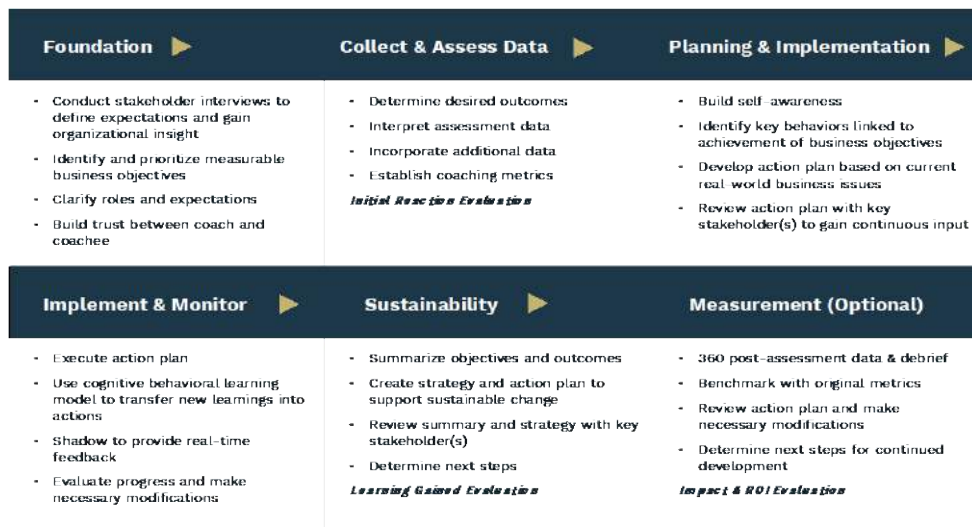 Foundation
- Conduct stakeholder interviews to
define expectations and gain
organizational insight
- Identify and prioritize measurable
business objectives
- Clarify roles and expectations
- Build trust between coach and
coachee
Collect & Assess Data
- Determine desired outcomes
- Interpret assessment data
- Incorporate additional data
- Establish coaching metrics
Initial Reaction Evaluation
Planning & Implementation
- Build self-awareness
- Identify key behaviors linked to
achievement of business objectives
- Develop action plan based on current
real-world business issues
- Review action plan with key
stakeholder(s) to gain continuous input
Implement & Monitor
- Execute action plan
- Use cognitive behavioral learning
model to transfer new learnings into
actions
- Shadow to provide real-time
feedback
- Evaluate progress and make
necessary modifications
Sustainability
- Summarize objectives and outcomes
- Create strategy and action plan to
support sustainable change
- Review summary and strategy with key
stakeholder(s)
- Determine next steps
Learning Gained Evaluation
Measurement (Optional)
- 360 post-assessment data & debrief
- Benchmark with original metrics
- Review action plan and make
necessary modifications
- Determine next steps for continued
development
Impact & ROI Evaluation